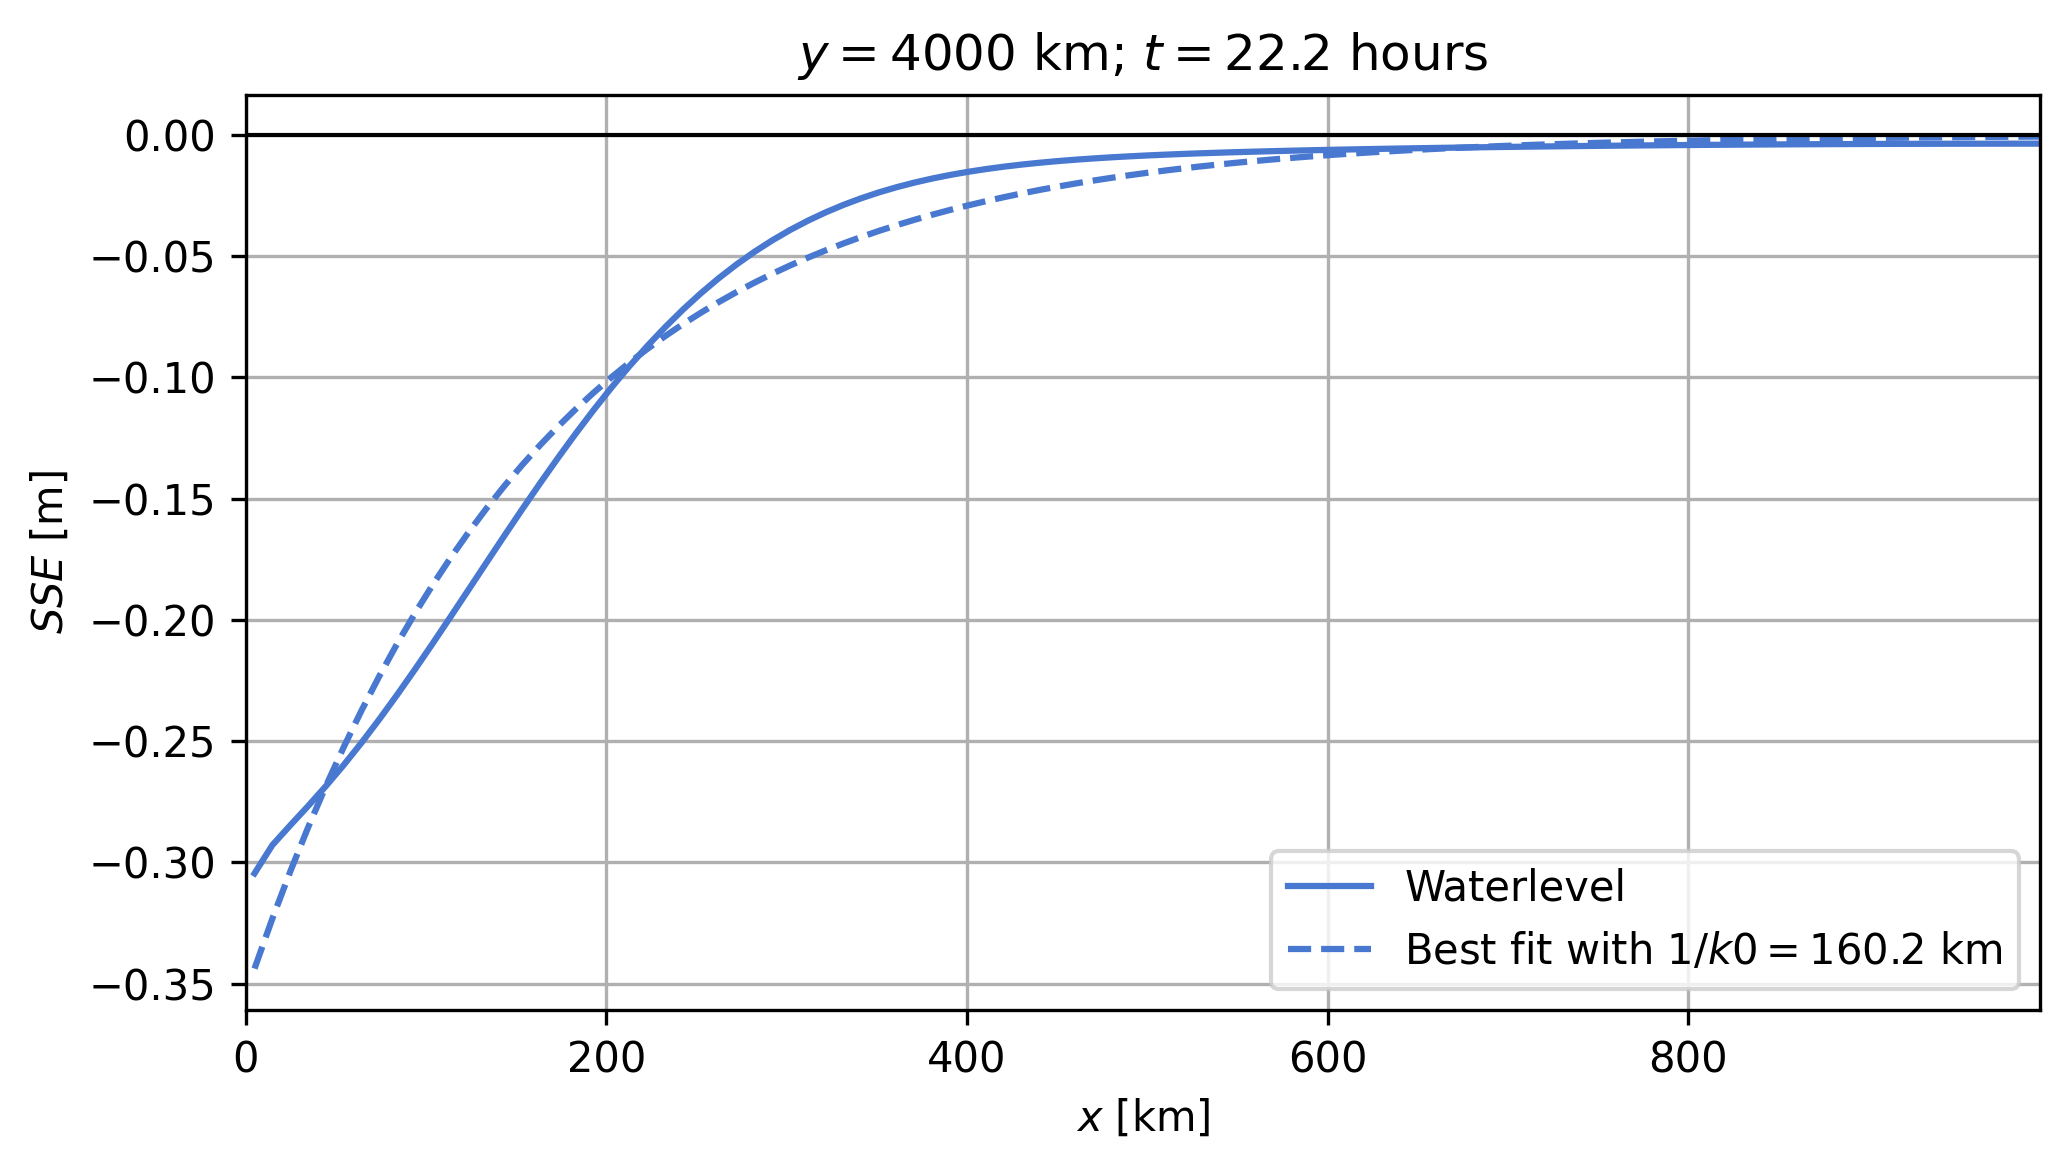 y = 4000 km; t = 22.2 hours
0.00
−0.05
−0.10
−0.15
−0.20
−0.25
−0.30
−0.35
SSE [m]
Waterlevel
Best fit with 1/k0 = 160.2 km
0 200 400 600 800
x [km]